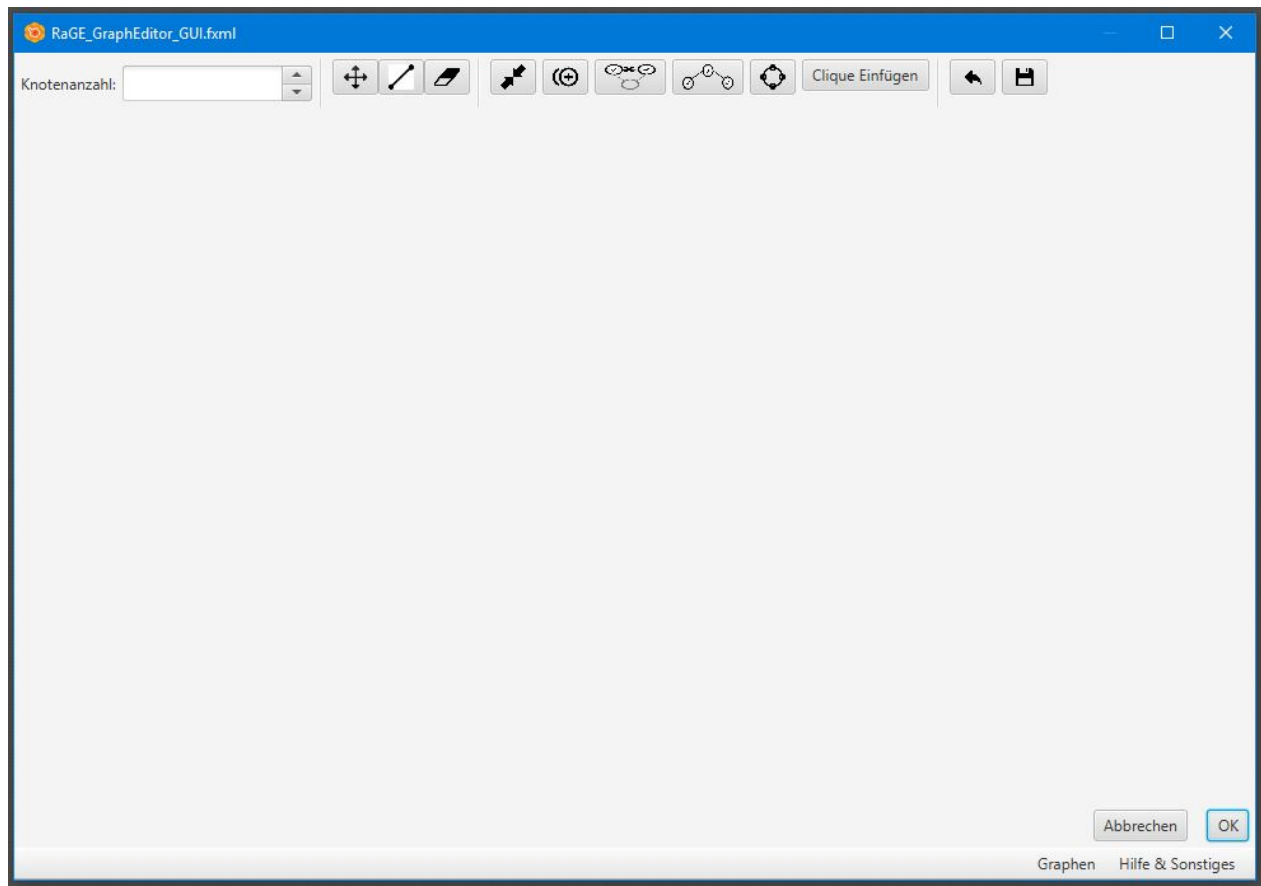 RaGE_GraphEditor_GUI.fxml
Knotenanzahl:
Clique Einfügen
Abbrechen OK
Graphen Hilfe & Sonstiges